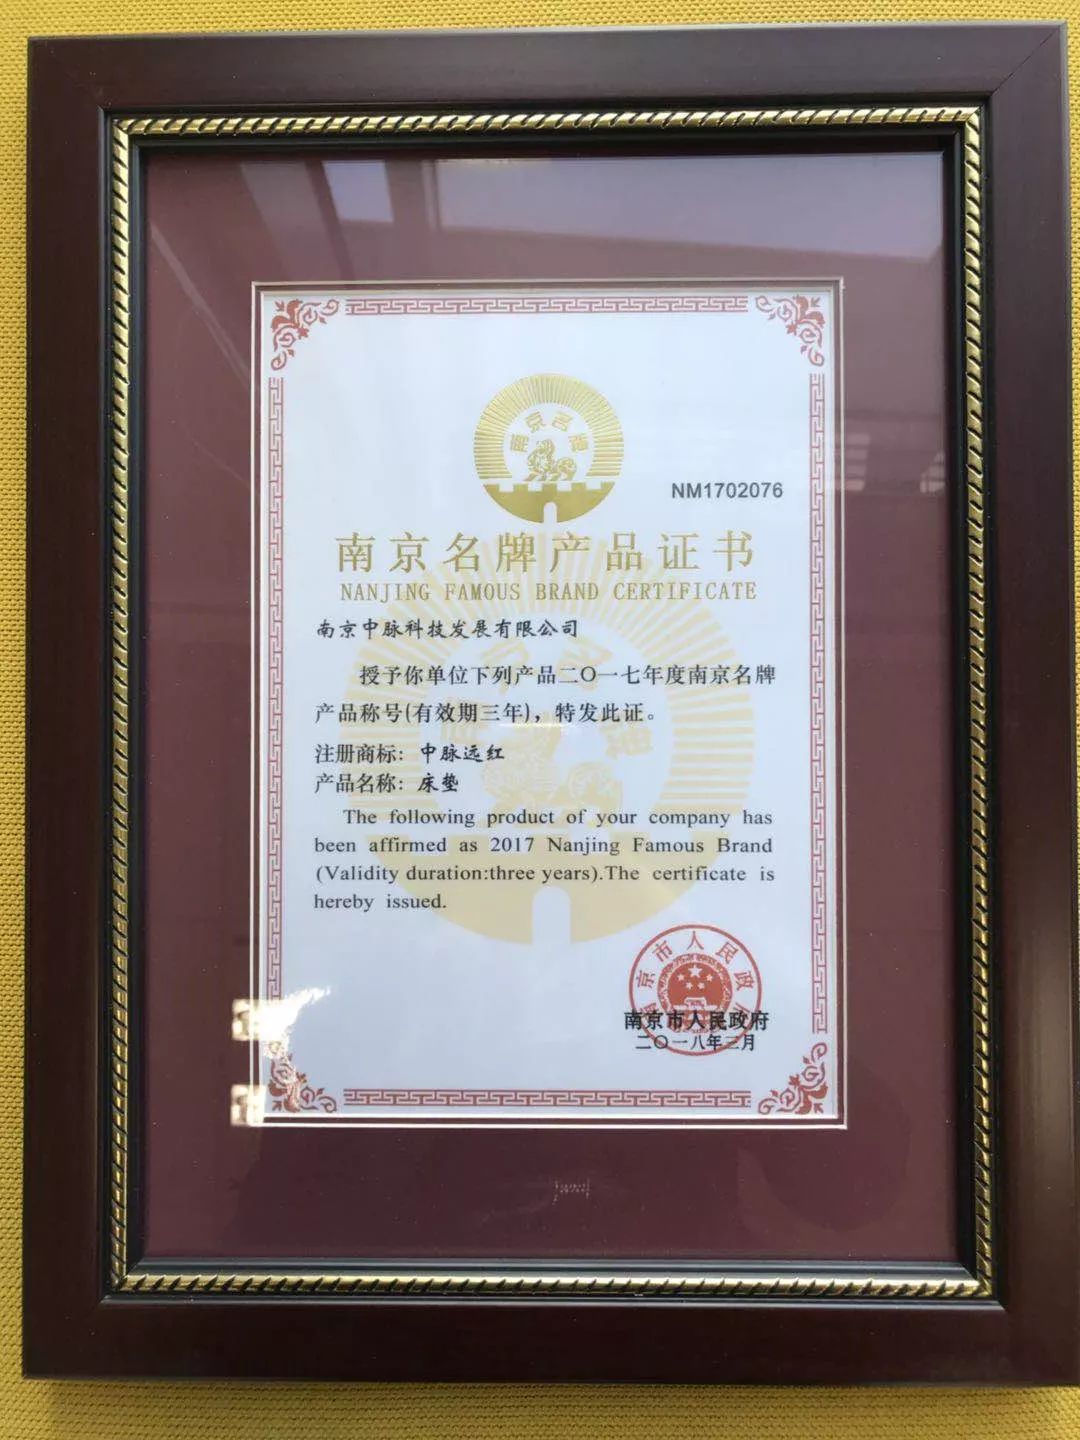 南京名牌
NM1702076
南京名牌产品证书
NANJING FAMOUS BRAND CERTIFICATE
南京中脉科技发展有限公司
授予你单位下列产品二〇一七年度南京名牌
产品称号(有效期三年)，特发此证。
注册商标：中脉远红
产品名称：床垫
The following product of your company has
been affirmed as 2017 Nanjing Famous Brand
(Validity duration:three years).The certificate is
hereby issued.
南京市人民政府
南京市人民政府
二〇一八年三月